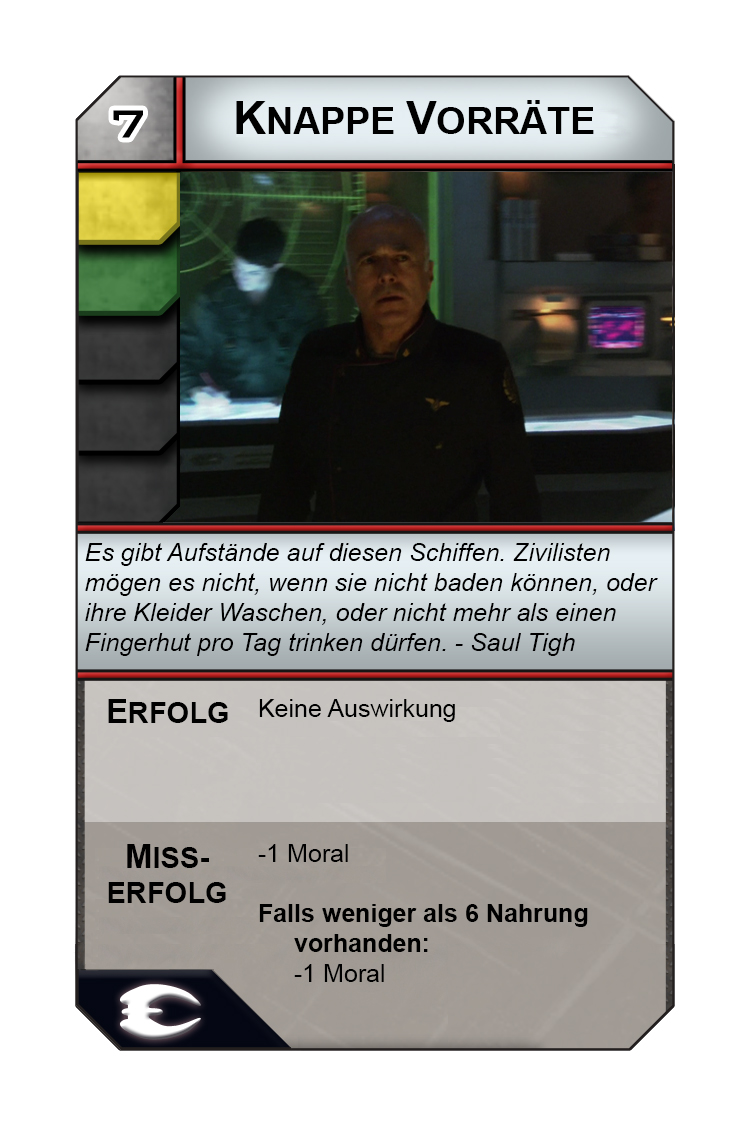 7
KNAPPE VORRÄTE
Es gibt Aufstände auf diesen Schiffen. Zivilisten
mögen es nicht, wenn sie nicht baden können, oder
ihre Kleider Waschen, oder nicht mehr als einen
Fingerhut pro Tag trinken dürfen. - Saul Tigh
ERFOLG
Keine Auswirkung
MISS-
ERFOLG
-1 Moral
Falls weniger als 6 Nahrung
vorhanden:
-1 Moral